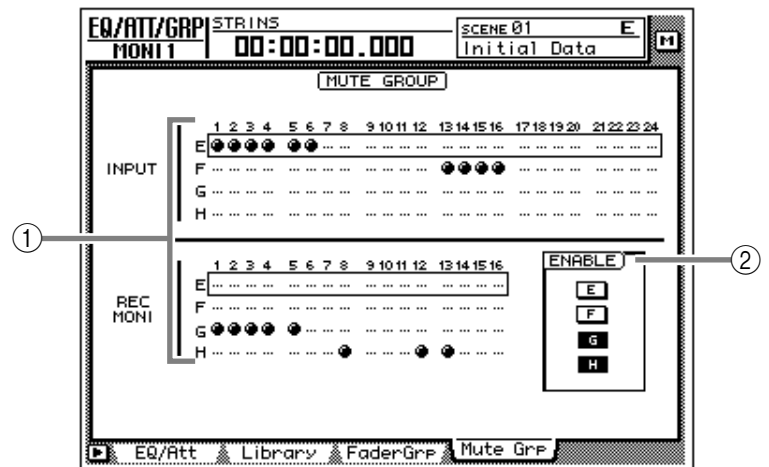 EQ/ATT/GRP STRINS SCENE 01 E
MONI 1 00:00:00.000 Initial Data M
MUTE GROUP
1 2 3 4 5 6 7 8 9 10 11 12 13 14 15 16 17 18 19 20 21 22 23 24
E
INPUT F
G
H
① ②
1 2 3 4 5 6 7 8 9 10 11 12 13 14 15 16 ENABLE
E E
REC MONI F F
G G
H H
EQ/Att Library FaderGrp Mute Grp